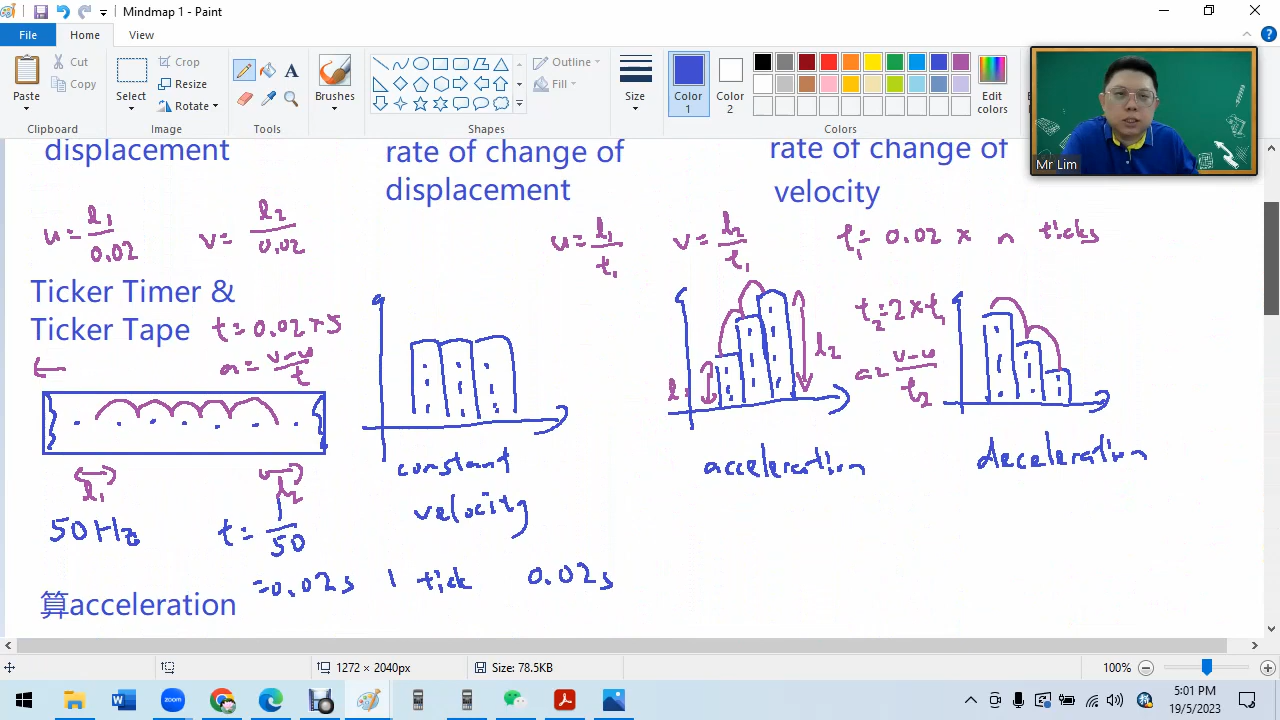 Mindmap 1 - Paint
File
Home
View
Paste
Cut
Copy
Clipboard
Select
Crop
Resize
Rotate
Image
Tools
Brushes
Shapes
Outline
Fill
Size
Color 1
Color 2
Colors
Edit colors
Mr Lim
displacement
rate of change of
displacement
rate of change of
velocity
u = l₁/0.02
v = l₂/0.02
u = l₁/t₁
v = l₂/t₁
t₁ = 0.02 × n ticks
Ticker Timer &
Ticker Tape
t = 0.02 × 5
a = v-u/t
t₂ = 2 × t₁
a = v-u/t₂
l₂
l₁
l₂
constant
velocity
acceleration
deceleration
50 Hz
t = 1/50
= 0.02s
1 tick
0.02s
算acceleration
1272 × 2040px
Size: 78.5KB
100%
zoom
5:01 PM
19/5/2023